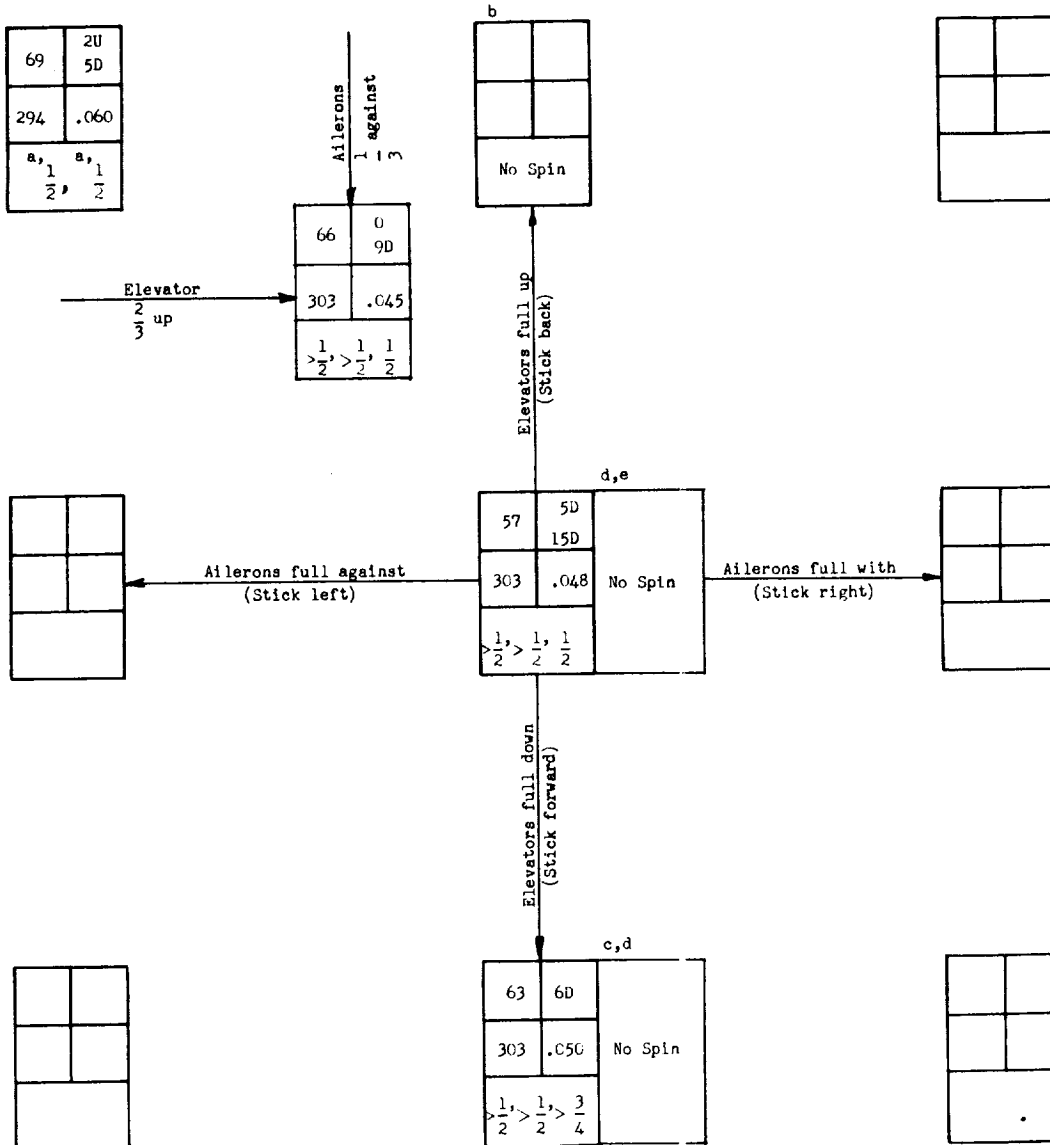 69
2U
5D
294
.060
a, 1/2, a, 1/2
Ailerons
1/3 against
b
No Spin
66
0
9D
303
.045
>1/2, >1/2, 1/2
Elevator
2/3 up
Elevators full up
(Stick back)
d,e
57
5D
15D
303
.048
>1/2, >1/2, 1/2
No Spin
Ailerons full against
(Stick left)
Ailerons full with
(Stick right)
Elevators full down
(Stick forward)
c,d
63
6D
303
.050
>1/2, >1/2, >3/4
No Spin